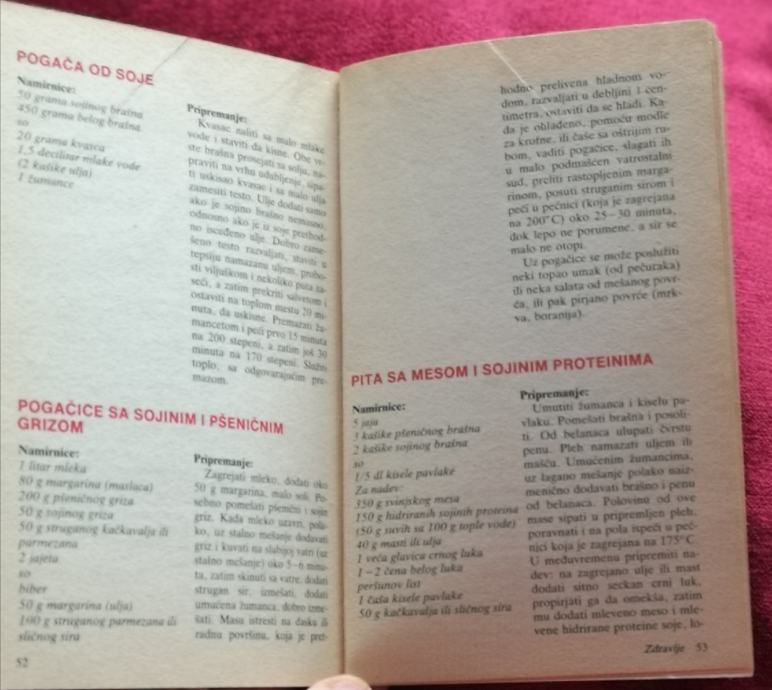 POGAČA OD SOJE
Namirnice:
50 grama sojinog brašna
450 grama belog brašna
so
20 grama kvasca
1,5 decilitar mlake vode
(2 kašike ulja)
1 žumance
Pripremanje:
Kvasac naliti sa malo mlake
vode i staviti da kisne. Obe vr-
ste brašna prosejati sa solju, na-
praviti na vrhu udubljenje, sipa-
ti uskisao kvasac i sa malo ulja
zamesiti testo. Ulje dodati samo
ako je sojino brašno nemasno,
odnosno ako je iz soje prethod-
no isceđeno ulje. Dobro zame-
šeno testo razvaljati, staviti u
tepsiju namazanu uljem, probo-
sti viljuškom i nekoliko puta za-
seći, a zatim prekriti salvetom i
ostaviti na toplom mestu 20 mi-
nuta, da uskisne. Premazati žu-
mancetom i peći prvo 15 minuta
na 200 stepeni, a zatim još 30
minuta na 170 stepeni. Služiti
toplo, sa odgovarajućim pre-
mazom.
POGAČICE SA SOJINIM I PŠENIČNIM
GRIZOM
Namirnice:
1 litar mleka
80 g margarina (maslaca)
200 g pšeničnog griza
50 g sojinog griza
50 g struganog kačkavalja ili
parmezana
2 jajeta
so
biber
50 g margarina (ulja)
100 g struganog parmezana ili
sličnog sira
Pripremanje:
Zagrejati mleko, dodati oko
50 g margarina, malo soli. Po-
sebno pomešati pšenični i sojin
griz. Kada mleko uzavri, pola-
ko, uz stalno mešanje dodavati
griz i kuvati na slabijoj vatri (uz
stalno mešanje) oko 5–6 minu-
ta, zatim skinuti sa vatre, dodati
strugan sir, izmešati, dodati
umućena žumanca, dobro izme-
šati. Masu istresti na dasku ili
radnu površinu, koja je pret-
52
hodno prelivena hladnom vo-
dom, razvaljati u debljini 1 cen-
timetra, ostaviti da se hladi. Ka-
da je ohlađeno, pomoću modle
za krofne, ili čaše sa oštrijim ru-
bom, vaditi pogačice, slagati ih
u malo podmašćen vatrostalni
sud, preliti rastopljenim marga-
rinom, posuti struganim sirom i
peći u pećnici (koja je zagrejana
na 200°C) oko 25–30 minuta,
dok lepo ne porumene, a sir se
malo ne otopi.
Uz pogačice se može poslužiti
neki topao umak (od pečuraka)
ili neka salata od mešanog povr-
ća, ili pak pirjano povrće (mrk-
va, boranija).
PITA SA MESOM I SOJINIM PROTEINIMA
Namirnice:
5 jaja
3 kašike pšeničnog brašna
2 kašike sojinog brašna
so
1/5 dl kisele pavlake
Za nadev:
350 g svinjskog mesa
150 g hidriranih sojinih proteina
(50 g suvih sa 100 g tople vode)
40 g masti ili ulja
1 veća glavica crnog luka
1–2 čena belog luka
peršunov list
1 čaša kisele pavlake
50 g kačkavalja ili sličnog sira
Pripremanje:
Umutiti žumanca i kiselu pa-
vlaku. Pomešati brašna i posoli-
ti. Od belanaca ulupati čvrstu
penu. Pleh namazati uljem ili
mašću. Umućenim žumancima,
uz lagano mešanje polako naiz-
menično dodavati brašno i penu
od belanaca. Polovinu od ove
mase sipati u pripremljen pleh,
poravnati i na pola ispeći u peć-
nici koja je zagrejana na 175°C.
U međuvremenu pripremiti na-
dev: na zagrejano ulje ili mast
dodati sitno seckan crni luk,
propirjati ga da omekša, zatim
mu dodati mleveno meso i mle-
vene hidrirane proteine soje, lo-
Zdravlje 53